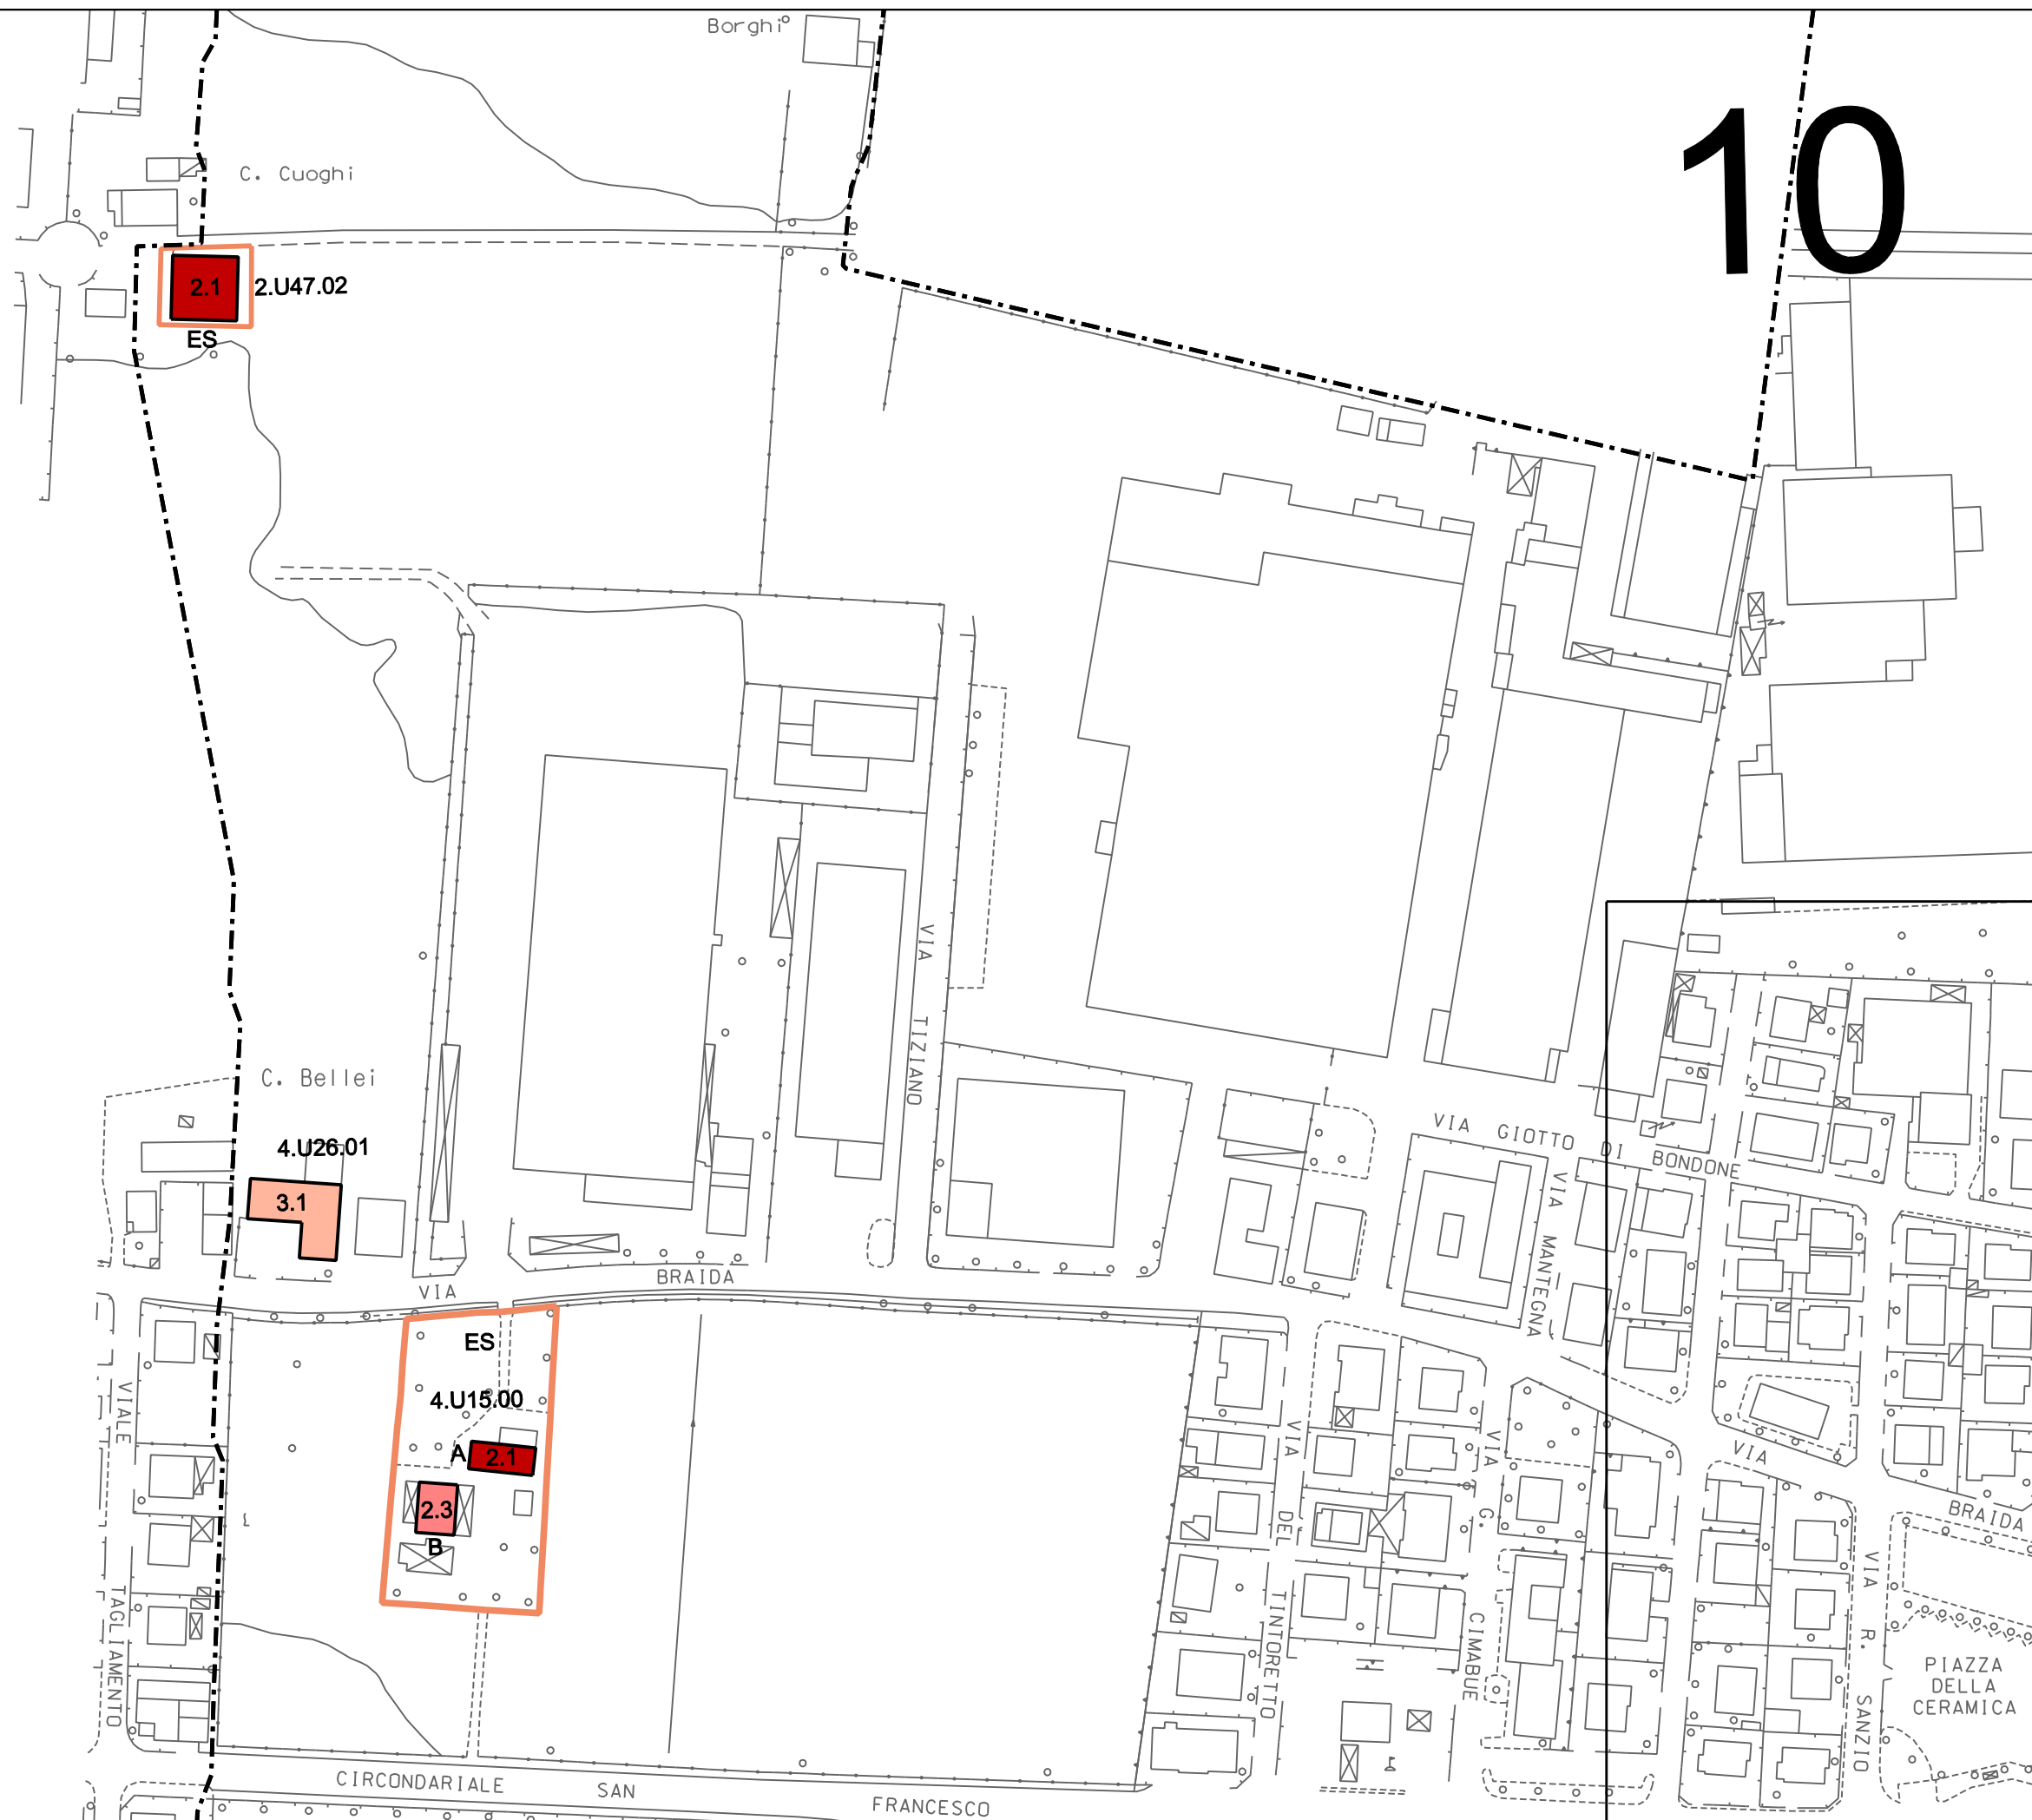 Borghi
10
C. Cuoghi
2.1
2.U47.02
ES
VIA
TIZIANO
C. Bellei
4.U26.01
3.1
VIA GIOTTO DI BONDONE
VIA MANTEGNA
VIA BRAIDA
ES
4.U15.00
A
2.1
2.3
B
VIALE
TAGLIAMENTO
VIA
DEL
TINTORETTO
VIA
G.
CIMABUE
VIA
BRAIDA
VIA
R.
SANZIO
PIAZZA
DELLA
CERAMICA
CIRCONDARIALE SAN FRANCESCO